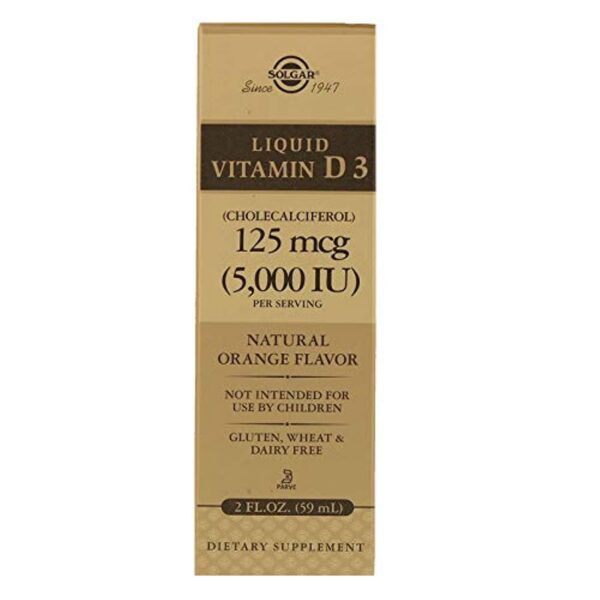 SOLGAR®
Since 1947
LIQUID
VITAMIN D 3
(CHOLECALCIFEROL)
125 mcg
(5,000 IU)
PER SERVING
NATURAL
ORANGE FLAVOR
NOT INTENDED FOR
USE BY CHILDREN
GLUTEN, WHEAT &
DAIRY FREE
PARVE
2 FL.OZ. (59 mL)
DIETARY SUPPLEMENT